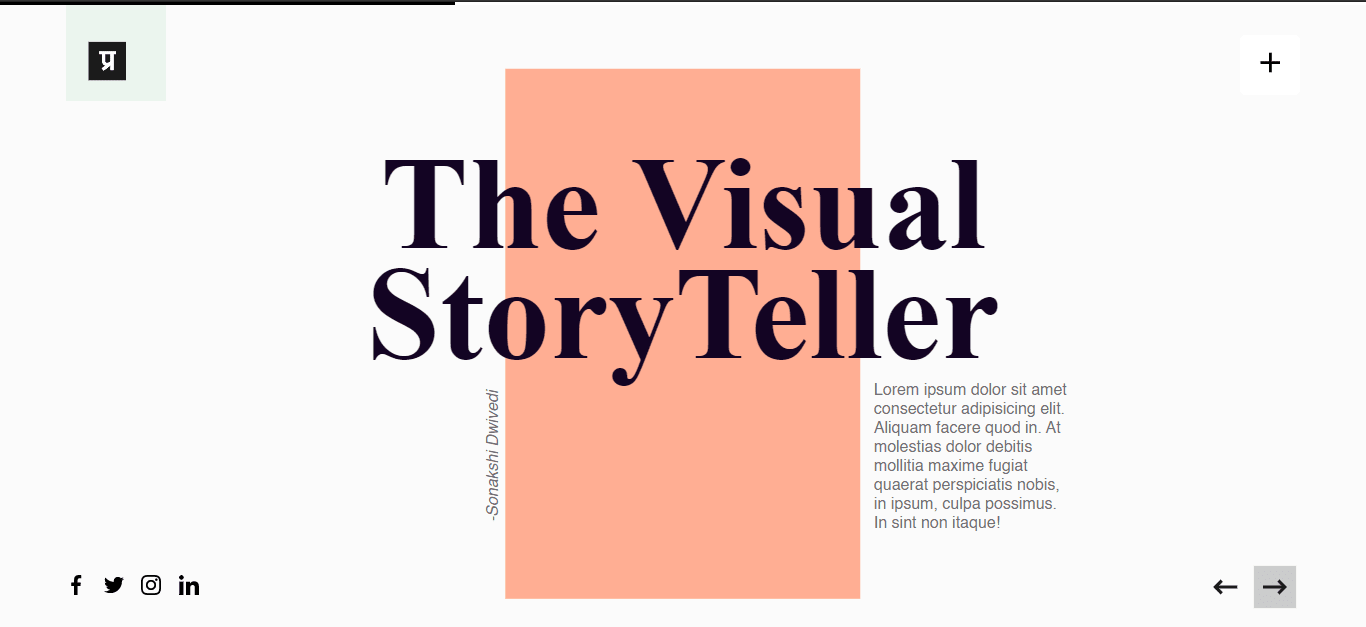 प्र
The Visual
StoryTeller
-Sonakshi Dwivedi
Lorem ipsum dolor sit amet
consectetur adipisicing elit.
Aliquam facere quod in. At
molestias dolor debitis
mollitia maxime fugiat
quaerat perspiciatis nobis,
in ipsum, culpa possimus.
In sint non itaque!